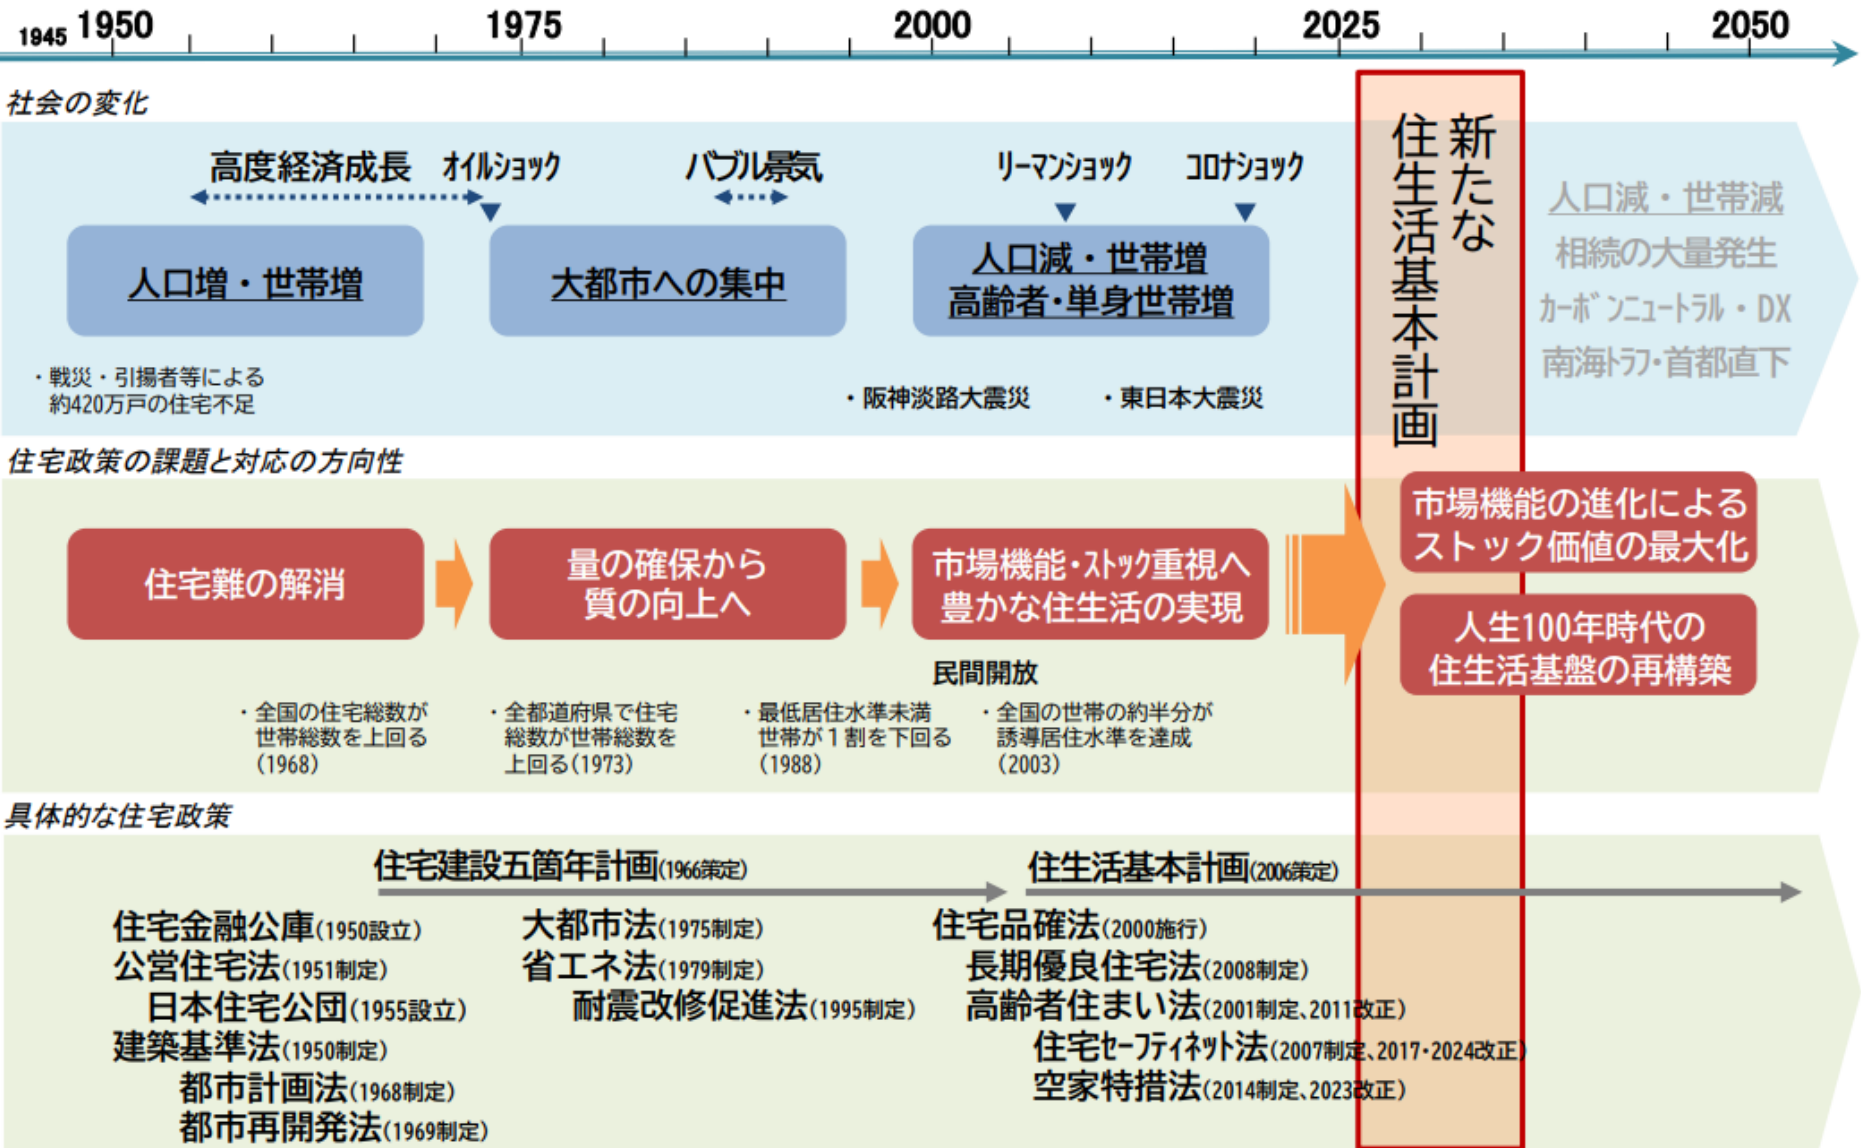 1945 1950 1975 2000 2025 2050
社会の変化
高度経済成長 オイルショック バブル景気 リーマンショック コロナショック
人口増・世帯増
大都市への集中
人口減・世帯増
高齢者・単身世帯増
・戦災・引揚者等による
約420万戸の住宅不足
・阪神淡路大震災
・東日本大震災
新たな
住生活基本計画
人口減・世帯減
相続の大量発生
カーボンニュートラル・DX
南海トラフ・首都直下
住宅政策の課題と対応の方向性
住宅難の解消
量の確保から
質の向上へ
市場機能・ストック重視へ
豊かな住生活の実現
市場機能の進化による
ストック価値の最大化
人生100年時代の
住生活基盤の再構築
民間開放
・全国の住宅総数が
世帯総数を上回る
(1968)
・全都道府県で住宅
総数が世帯総数を
上回る(1973)
・最低居住水準未満
世帯が1割を下回る
(1988)
・全国の世帯の約半分が
誘導居住水準を達成
(2003)
具体的な住宅政策
住宅建設五箇年計画(1966策定)
住生活基本計画(2006策定)
住宅金融公庫(1950設立)
公営住宅法(1951制定)
日本住宅公団(1955設立)
建築基準法(1950制定)
都市計画法(1968制定)
都市再開発法(1969制定)
大都市法(1975制定)
省エネ法(1979制定)
耐震改修促進法(1995制定)
住宅品確法(2000施行)
長期優良住宅法(2008制定)
高齢者住まい法(2001制定、2011改正)
住宅セーフティネット法(2007制定、2017・2024改正)
空家特措法(2014制定、2023改正)